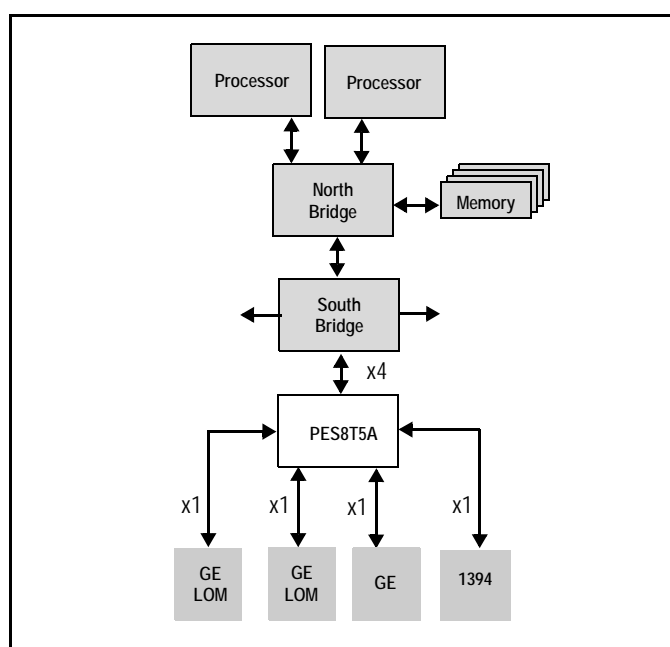 Processor
Processor
North
Bridge
Memory
South
Bridge
x4
PES8T5A
x1
x1
x1
x1
GE
LOM
GE
LOM
GE
1394